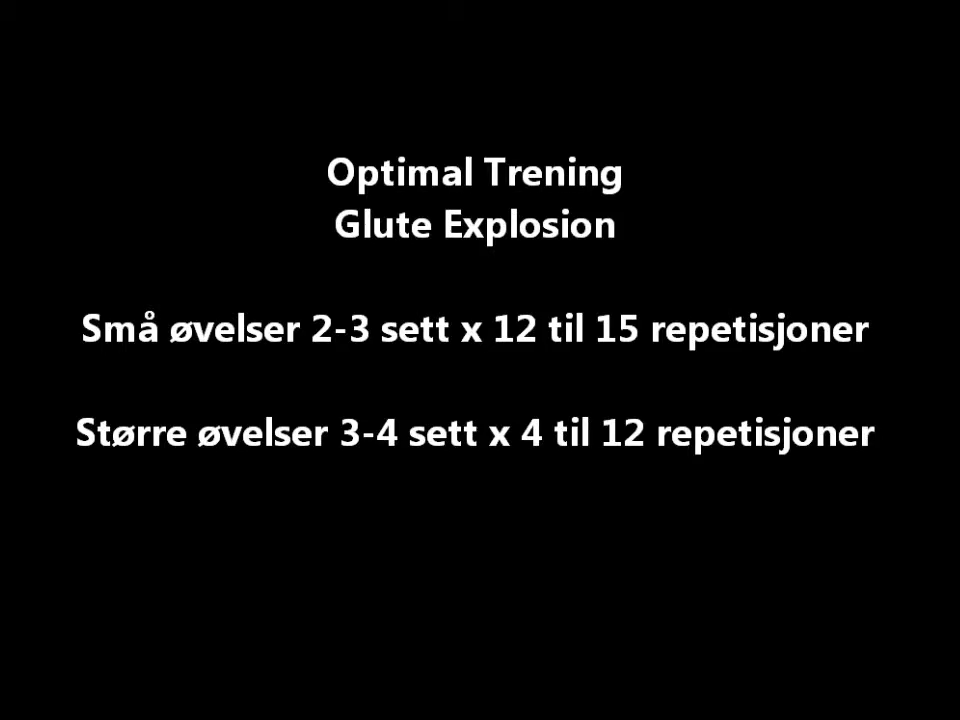 Optimal Trening
Glute Explosion
Små øvelser 2-3 sett x 12 til 15 repetisjoner
Større øvelser 3-4 sett x 4 til 12 repetisjoner